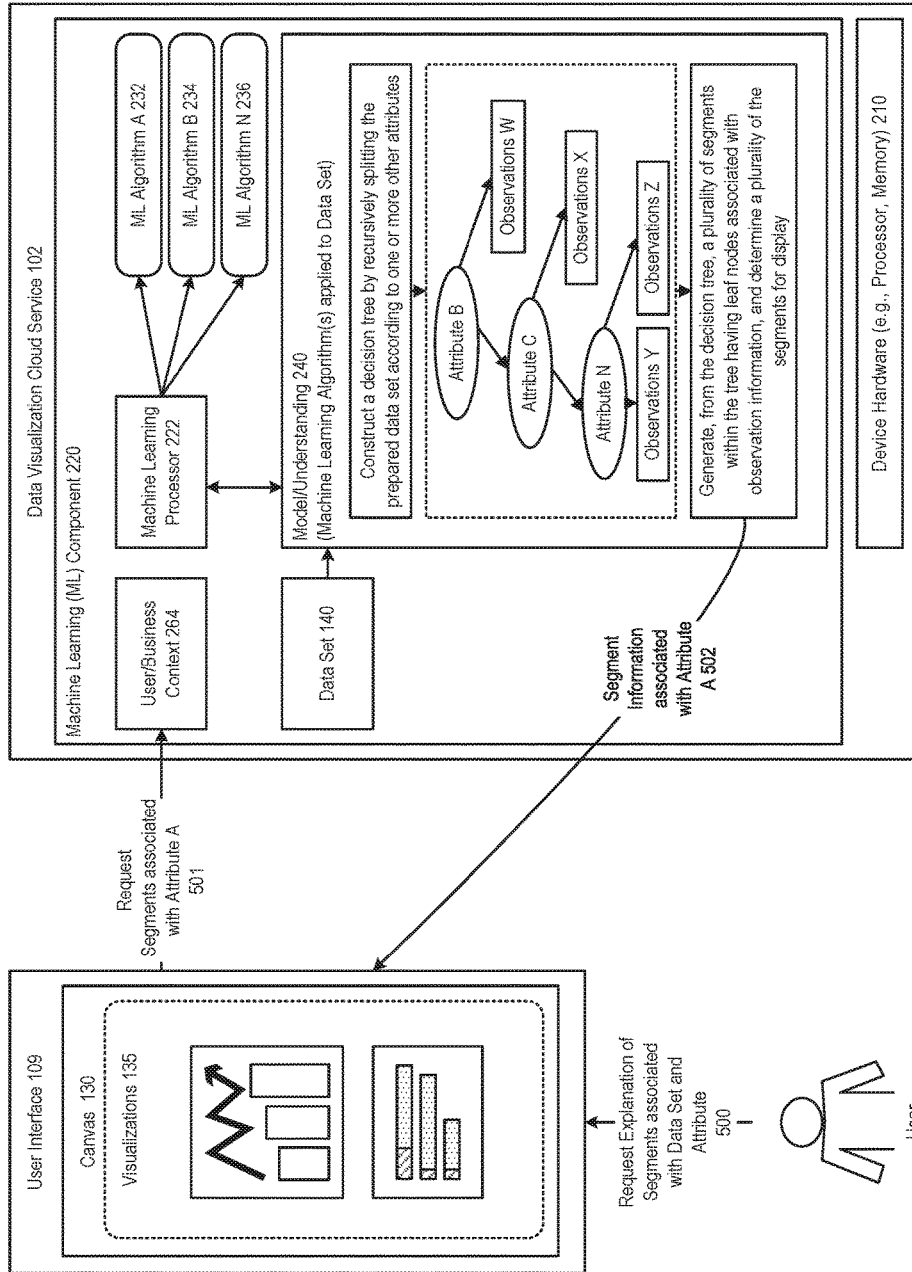 Data Visualization Cloud Service 102
Machine Learning (ML) Component 220
User/Business
Context 264
Machine Learning
Processor 222
ML Algorithm A 232
ML Algorithm B 234
ML Algorithm N 236
Data Set 140
Model/Understanding 240
(Machine Learning Algorithm(s) applied to Data Set)
Construct a decision tree by recursively splitting the
prepared data set according to one or more other attributes
Attribute B
Observations W
Attribute C
Observations X
Attribute N
Observations Y
Observations Z
Generate, from the decision tree, a plurality of segments
within the tree having leaf nodes associated with
observation information, and determine a plurality of the
segments for display
Device Hardware (e.g., Processor, Memory) 210
Request
Segments associated
with Attribute A
501
Segment
Information
associated
with Attribute
A 502
User Interface 109
Canvas 130
Visualizations 135
Request Explanation of
Segments associated
with Data Set and
Attribute
500
User